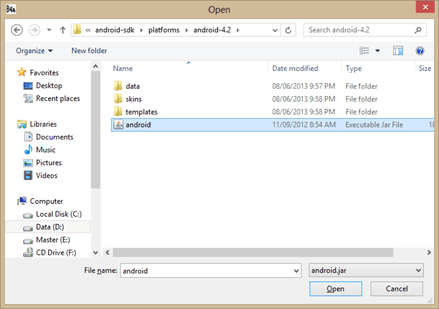 B4a
Open
android-sdk platforms android-4.2
Search android-4.2
Organize New folder
Name Date modified Type Size
Favorites
Desktop
Recent places
Libraries
Documents
Music
Pictures
Videos
Computer
Local Disk (C:)
Data (D:)
Master (E:)
CD Drive (F:)
data 08/06/2013 9:57 PM File folder
skins 08/06/2013 9:58 PM File folder
templates 08/06/2013 9:58 PM File folder
android 11/09/2012 8:54 AM Executable Jar File 18
File name: android android.jar
Open Cancel